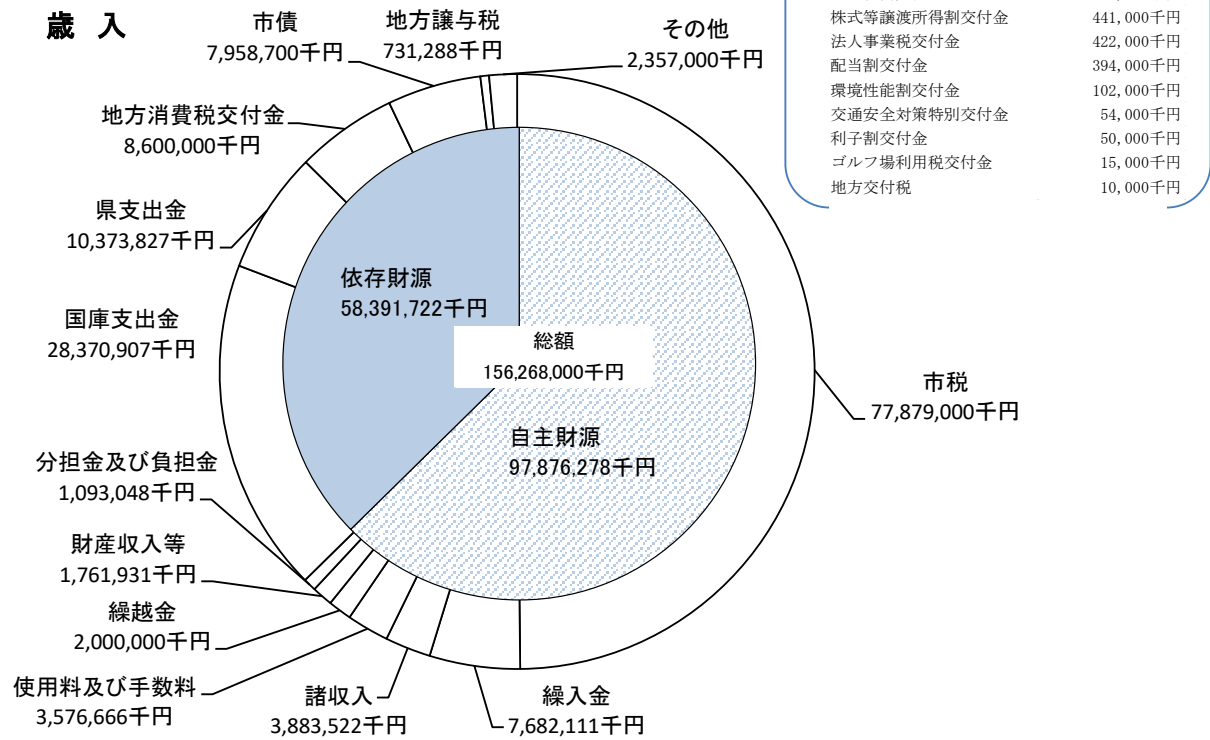 歳 入
市債
7,958,700千円
地方譲与税
731,288千円
その他
2,357,000千円
株式等譲渡所得割交付金 441,000千円
法人事業税交付金 422,000千円
配当割交付金 394,000千円
環境性能割交付金 102,000千円
交通安全対策特別交付金 54,000千円
利子割交付金 50,000千円
ゴルフ場利用税交付金 15,000千円
地方交付税 10,000千円
地方消費税交付金
8,600,000千円
県支出金
10,373,827千円
国庫支出金
28,370,907千円
依存財源
58,391,722千円
総額
156,268,000千円
市税
77,879,000千円
自主財源
97,876,278千円
分担金及び負担金
1,093,048千円
財産収入等
1,761,931千円
繰越金
2,000,000千円
使用料及び手数料
3,576,666千円
諸収入
3,883,522千円
繰入金
7,682,111千円